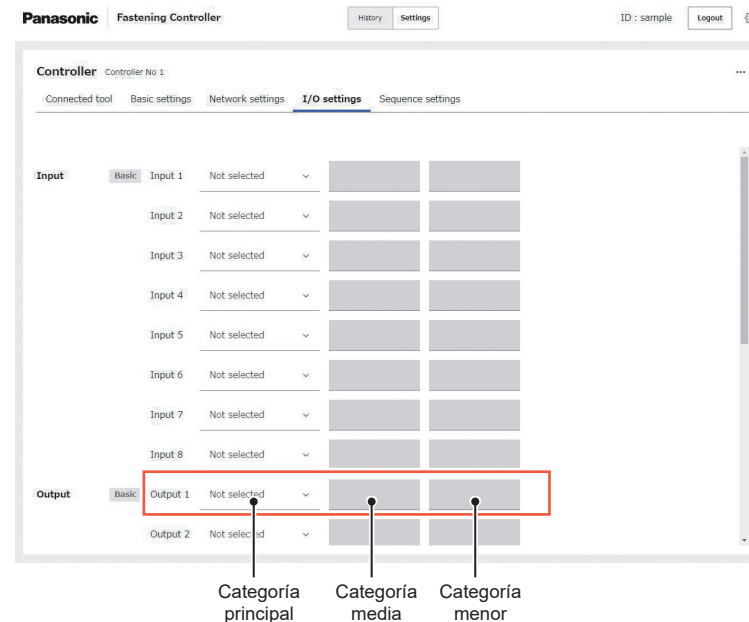 Panasonic Fastening Controller History Settings ID : sample Logout
Controller Controller No 1 ...
Connected tool Basic settings Network settings I/O settings Sequence settings
Input Basic Input 1 Not selected
Input 2 Not selected
Input 3 Not selected
Input 4 Not selected
Input 5 Not selected
Input 6 Not selected
Input 7 Not selected
Input 8 Not selected
Output Basic Output 1 Not selected
Output 2 Not selected
Categoría Categoría Categoría
principal media menor